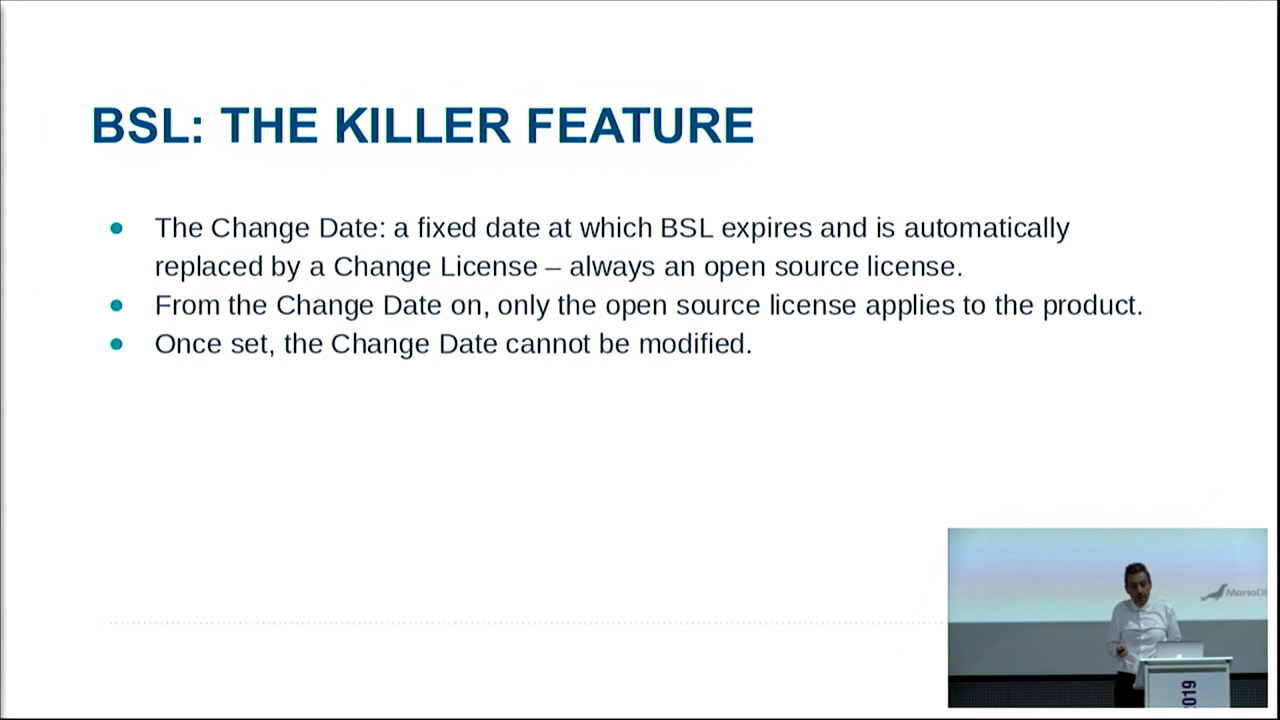 BSL: THE KILLER FEATURE
● The Change Date: a fixed date at which BSL expires and is automatically
replaced by a Change License – always an open source license.
● From the Change Date on, only the open source license applies to the product.
● Once set, the Change Date cannot be modified.
MariaD
2019